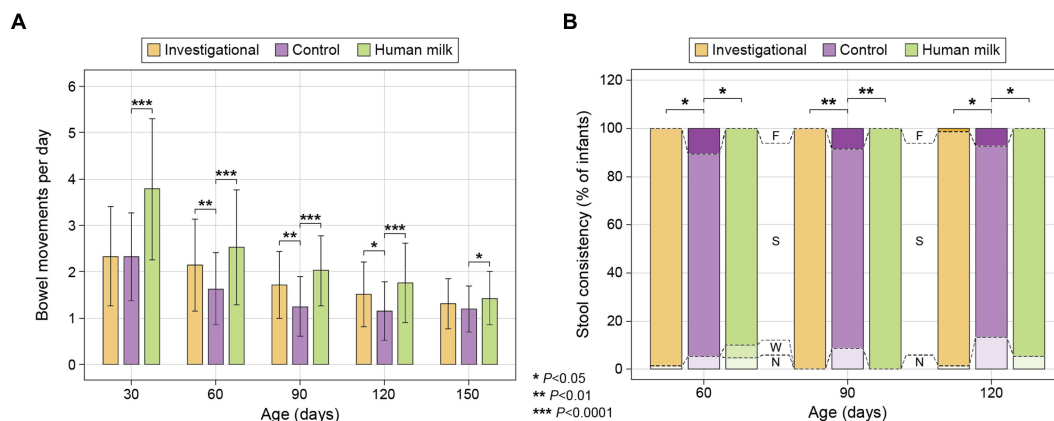 A
Investigational Control Human milk
Bowel movements per day
6
5
4
3
2
1
0
***
** ***
** ***
* ***
*
30 60 90 120 150
Age (days)
* P<0.05
** P<0.01
*** P<0.0001
B
Investigational Control Human milk
Stool consistency (% of infants)
120
100
80
60
40
20
0
* * ** ** * *
F F
S S
W
N N
60 90 120
Age (days)